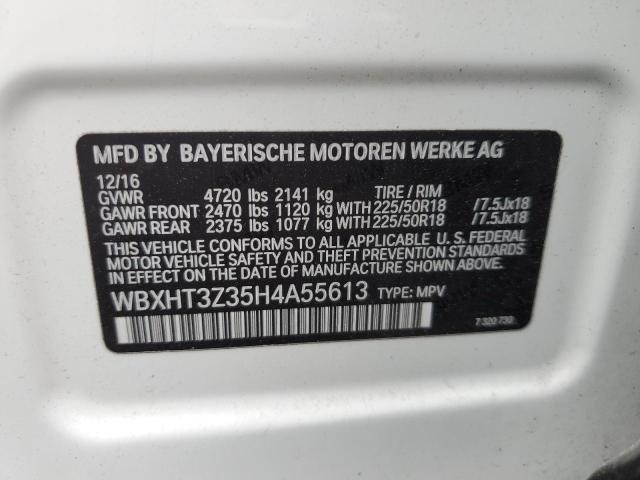 MFD BY BAYERISCHE MOTOREN WERKE AG
12/16
GVWR 4720 lbs 2141 kg TIRE / RIM
GAWR FRONT 2470 lbs 1120 kg WITH 225/50R18 /7.5Jx18
GAWR REAR 2375 lbs 1077 kg WITH 225/50R18 /7.5Jx18
THIS VEHICLE CONFORMS TO ALL APPLICABLE U. S. FEDERAL
MOTOR VEHICLE SAFETY AND THEFT PREVENTION STANDARDS
IN EFFECT ON THE DATE OF MANUFACTURE SHOWN ABOVE.
WBXHT3Z35H4A55613 TYPE: MPV
7 320 730